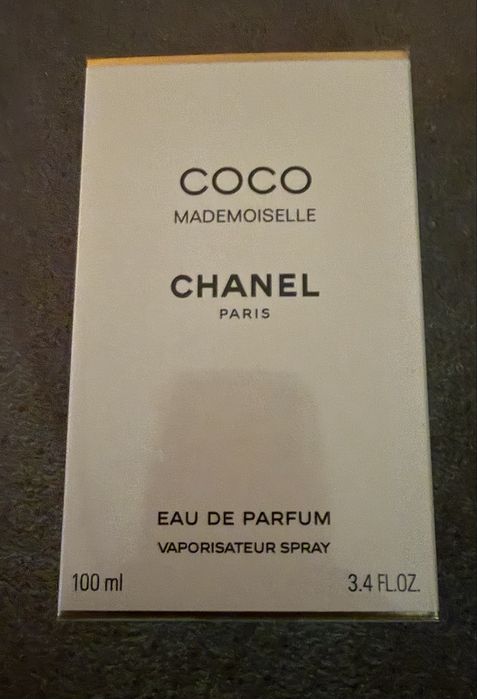 COCO
MADEMOISELLE
CHANEL
PARIS
EAU DE PARFUM
VAPORISATEUR SPRAY
100 ml 3.4 FL.OZ.